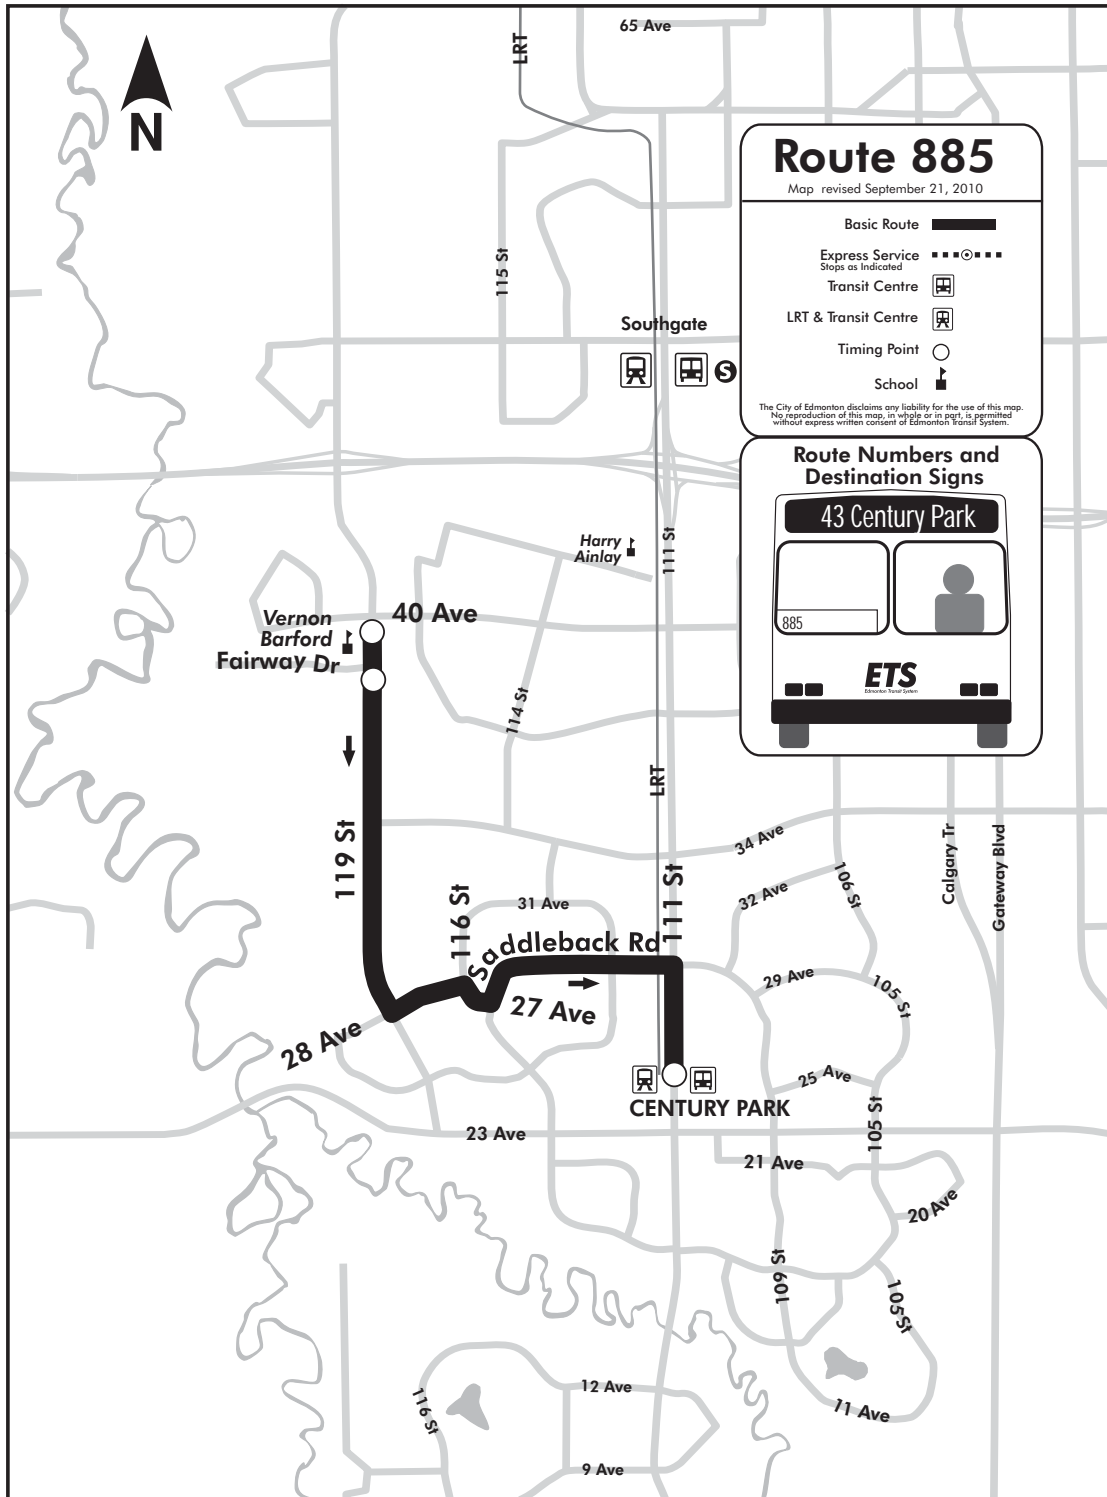 65 Ave
LRT
N
Route 885
Map revised September 21, 2010
Basic Route
Express Service
Stops as Indicated
Transit Centre
LRT & Transit Centre
Timing Point
School
The City of Edmonton disclaims any liability for the use of this map.
No reproduction of this map, in whole or in part, is permitted
without express written consent of Edmonton Transit System.
115 St
Southgate
S
Route Numbers and
Destination Signs
43 Century Park
885
ETS
Edmonton Transit System
Harry
Ainlay
111 St
Vernon
Barford
40 Ave
Fairway Dr
114 St
LRT
119 St
34 Ave
Calgary Tr
Gateway Blvd
116 St
31 Ave
111 St
32 Ave
106 St
Saddleback Rd
29 Ave
105 St
27 Ave
28 Ave
25 Ave
CENTURY PARK
105 St
23 Ave
21 Ave
20 Ave
109 St
105 St
12 Ave
116 St
11 Ave
9 Ave